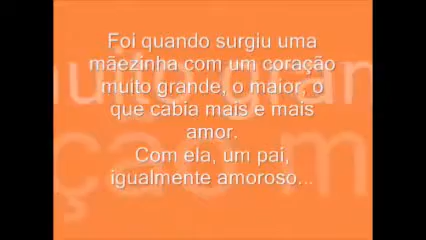 Foi quando surgiu uma
mãezinha com um coração
muito grande, o maior, o
que cabia mais e mais
amor.
Com ela, um pai,
igualmente amoroso...